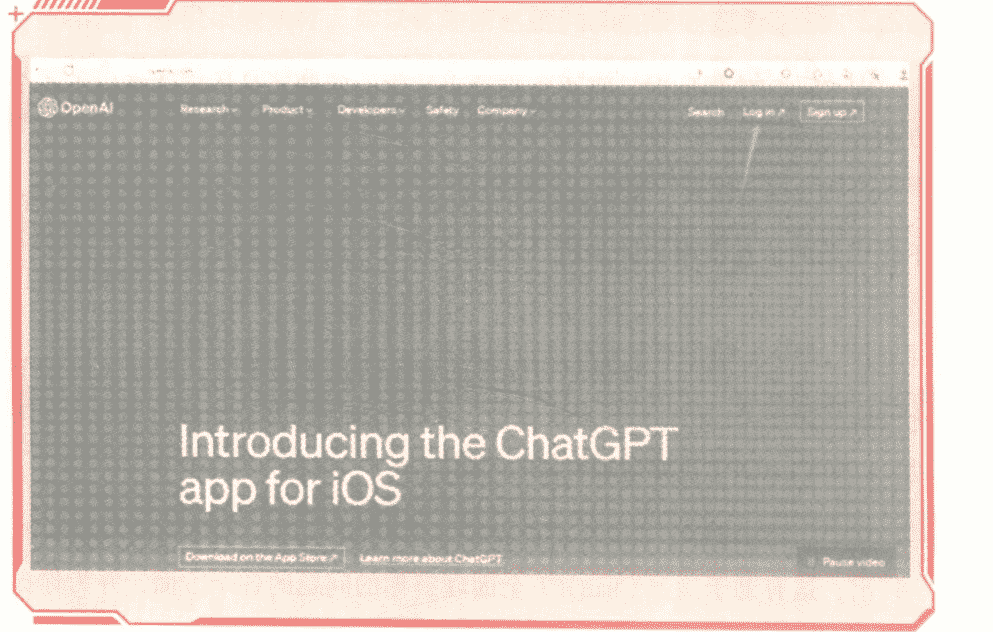 OpenAI Research Product Developers Safety Company Search Log in ↗ Sign up ↗
Introducing the ChatGPT
app for iOS
Download on the App Store ↗ Learn more about ChatGPT Pause video